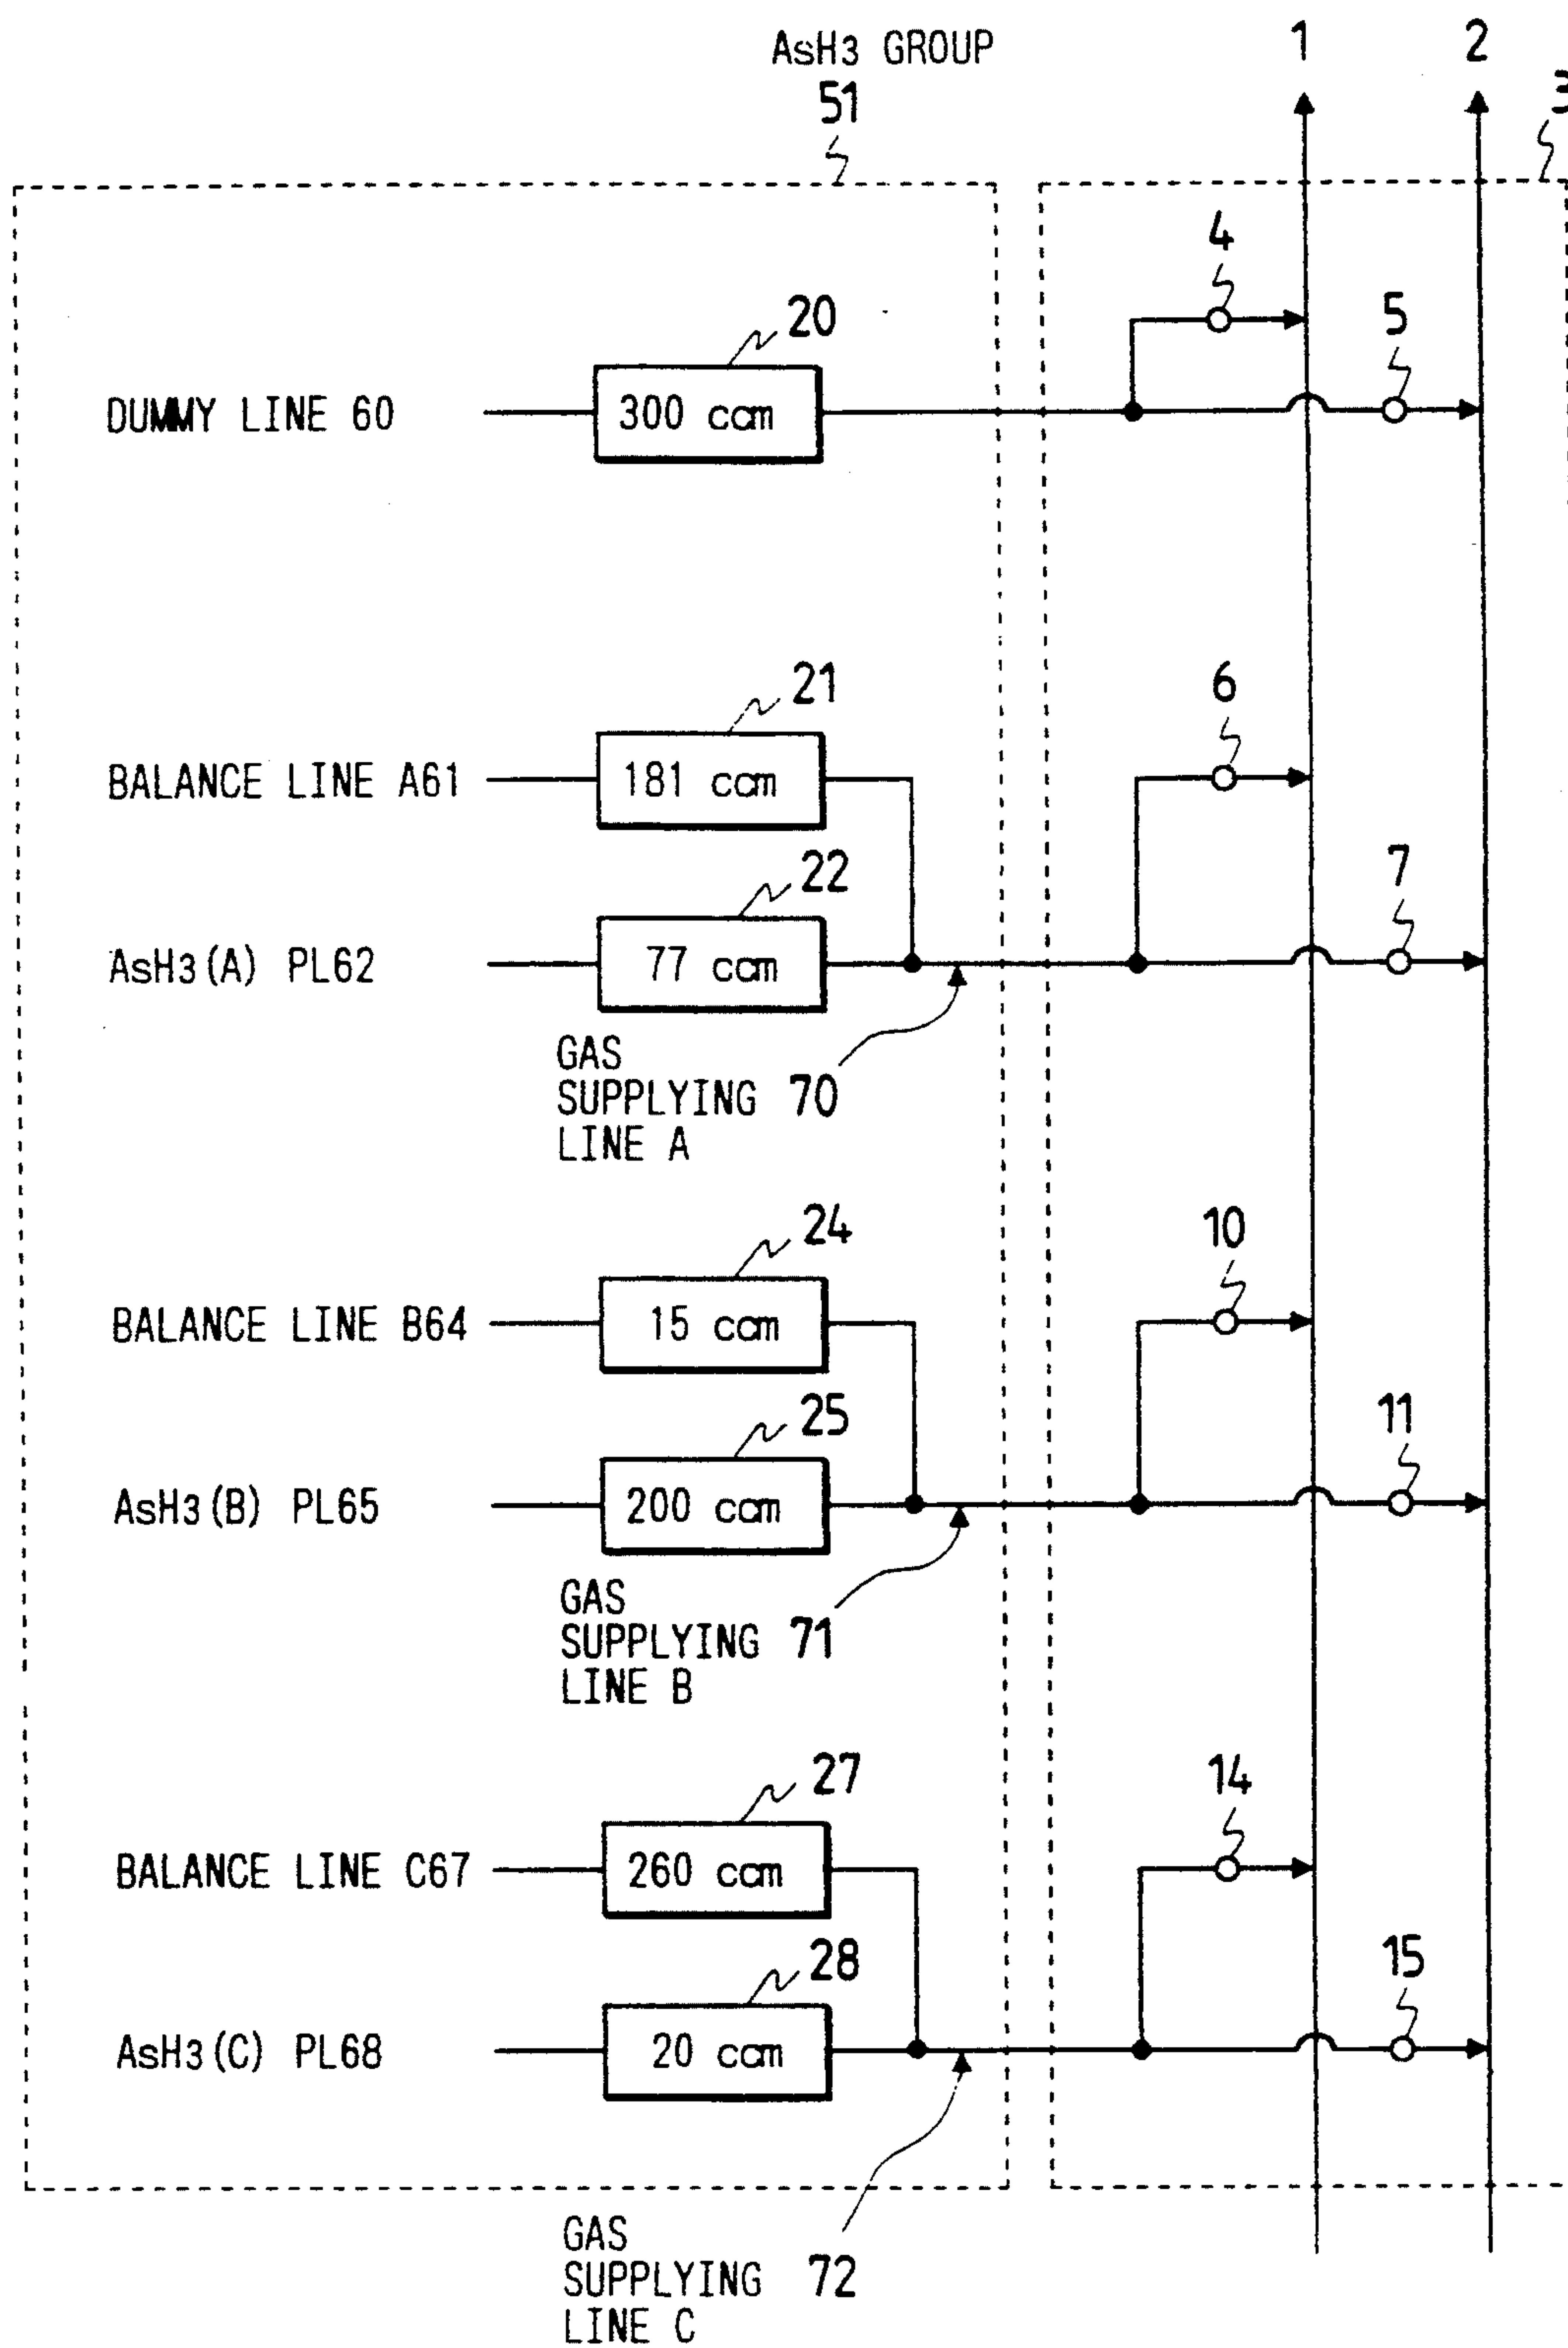 AsH3 GROUP
51
1
2
3
4
5
20
DUMMY LINE 60
300 ccm
21
6
BALANCE LINE A61
181 ccm
22
7
AsH3(A) PL62
77 ccm
GAS
SUPPLYING 70
LINE A
24
10
BALANCE LINE B64
15 ccm
25
11
AsH3(B) PL65
200 ccm
GAS
SUPPLYING 71
LINE B
27
14
BALANCE LINE C67
260 ccm
28
15
AsH3(C) PL68
20 ccm
GAS
SUPPLYING 72
LINE C